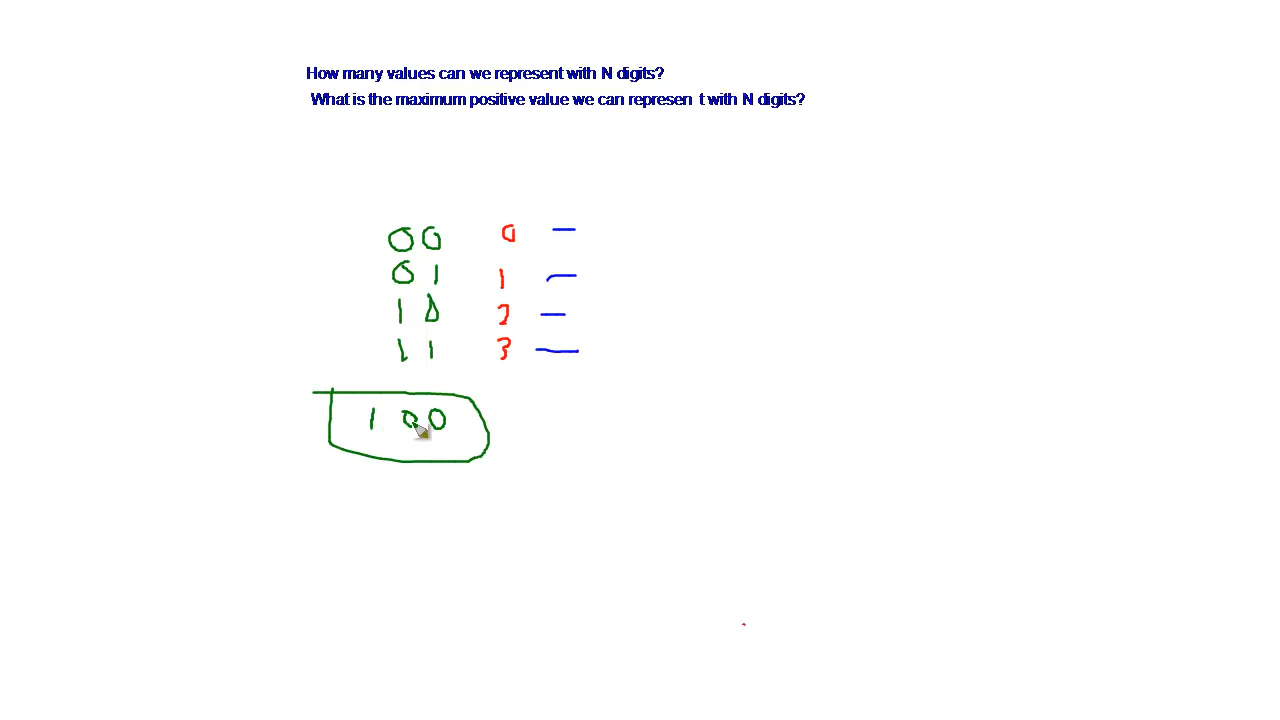 How many values can we represent with N digits?
What is the maximum positive value we can represen t with N digits?
00 0 —
01 1 —
10 2 —
11 3 —
100